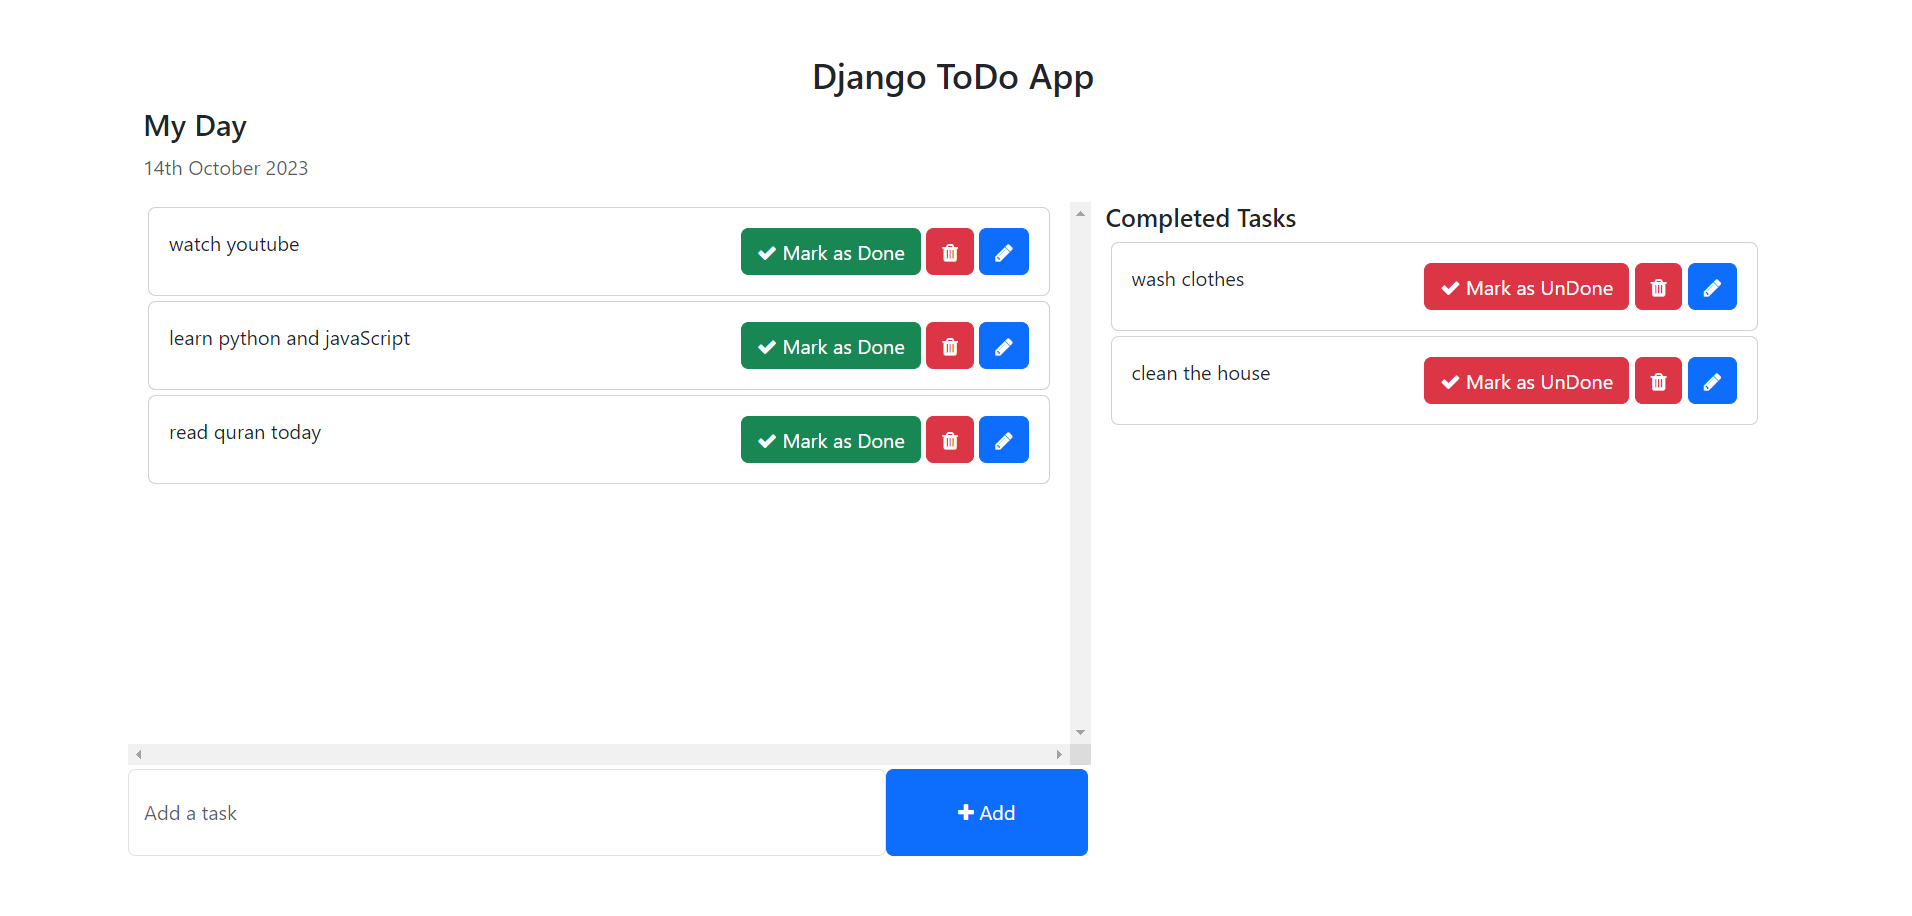 Django ToDo App
My Day
14th October 2023
watch youtube
Mark as Done
learn python and javaScript
Mark as Done
read quran today
Mark as Done
Add a task
Add
Completed Tasks
wash clothes
Mark as UnDone
clean the house
Mark as UnDone